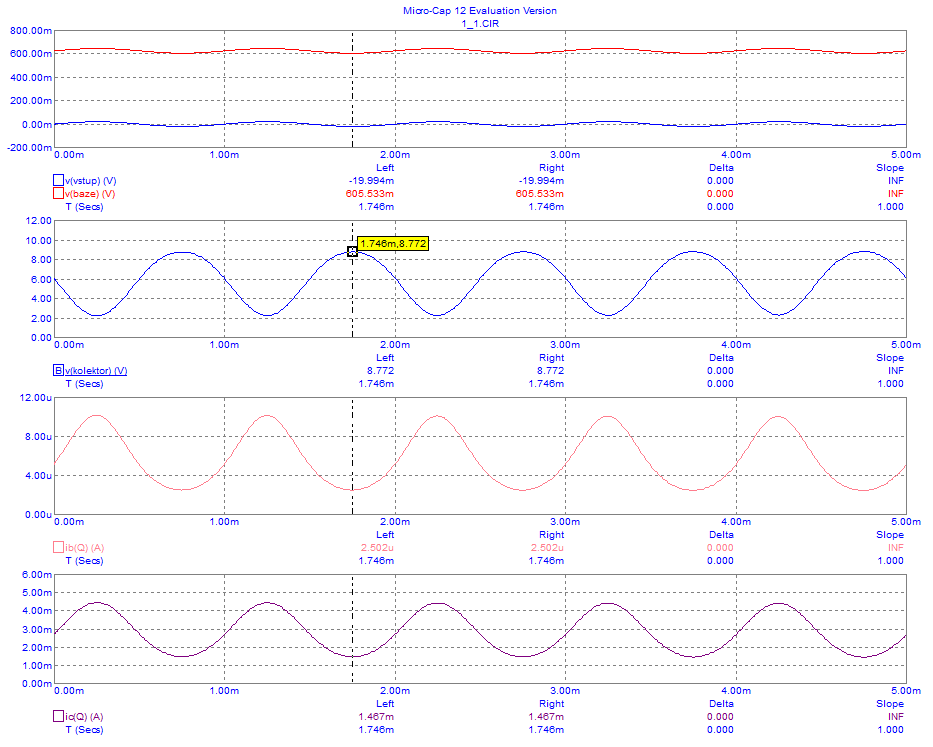 Micro-Cap 12 Evaluation Version
1_1.CIR
800.00m
600.00m
400.00m
200.00m
0.00m
-200.00m
0.00m 1.00m 2.00m 3.00m 4.00m 5.00m
Left Right Delta Slope
v(vstup) (V) -19.994m -19.994m 0.000 INF
v(baze) (V) 605.533m 605.533m 0.000 INF
T (Secs) 1.746m 1.746m 0.000 1.000
12.00
10.00
8.00
6.00
4.00
2.00
0.00
1.746m,8.772
0.00m 1.00m 2.00m 3.00m 4.00m 5.00m
Left Right Delta Slope
B v(kolektor) (V) 8.772 8.772 0.000 INF
T (Secs) 1.746m 1.746m 0.000 1.000
12.00u
8.00u
4.00u
0.00u
0.00m 1.00m 2.00m 3.00m 4.00m 5.00m
Left Right Delta Slope
ib(Q) (A) 2.502u 2.502u 0.000 INF
T (Secs) 1.746m 1.746m 0.000 1.000
6.00m
5.00m
4.00m
3.00m
2.00m
1.00m
0.00m
0.00m 1.00m 2.00m 3.00m 4.00m 5.00m
Left Right Delta Slope
ic(Q) (A) 1.467m 1.467m 0.000 INF
T (Secs) 1.746m 1.746m 0.000 1.000